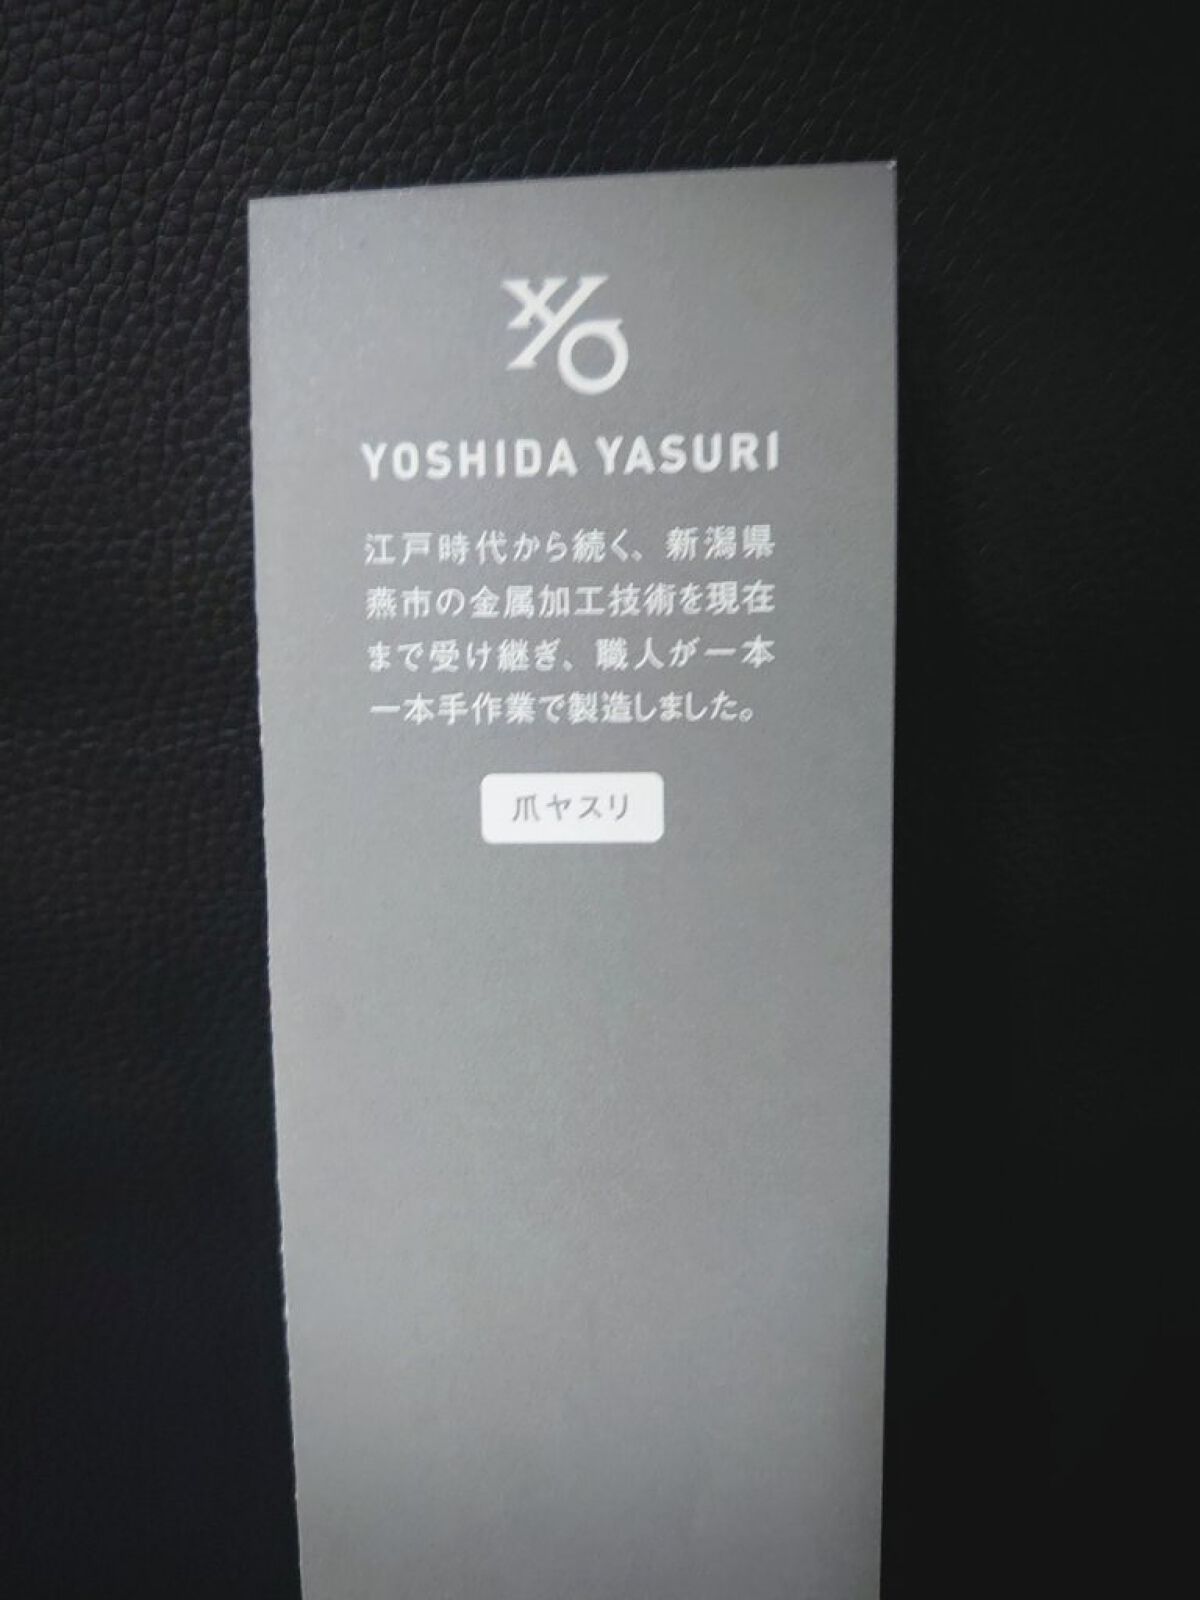 YO
YOSHIDA YASURI
江戸時代から続く、新潟県
燕市の金属加工技術を現在
まで受け継ぎ、職人が一本
一本手作業で製造しました。
爪ヤスリ